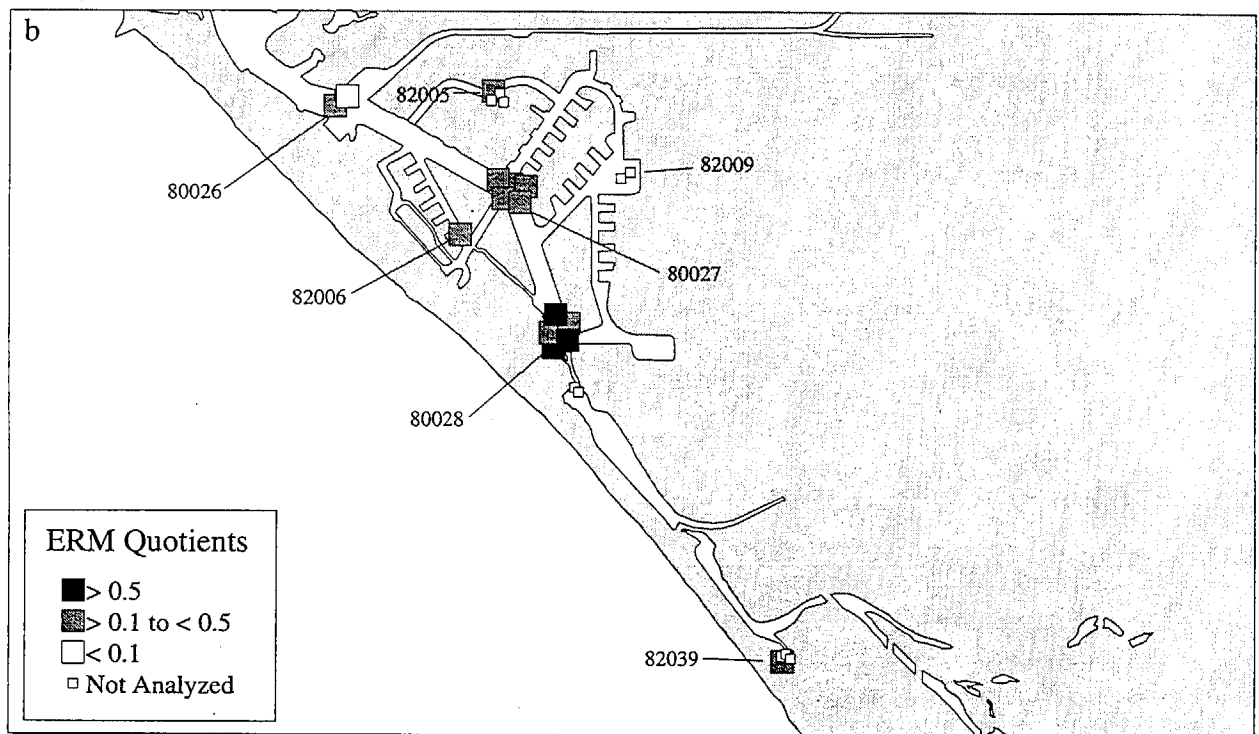 b
82005
82009
80026
80027
82006
80028
82039
ERM Quotients
> 0.5
> 0.1 to < 0.5
< 0.1
Not Analyzed